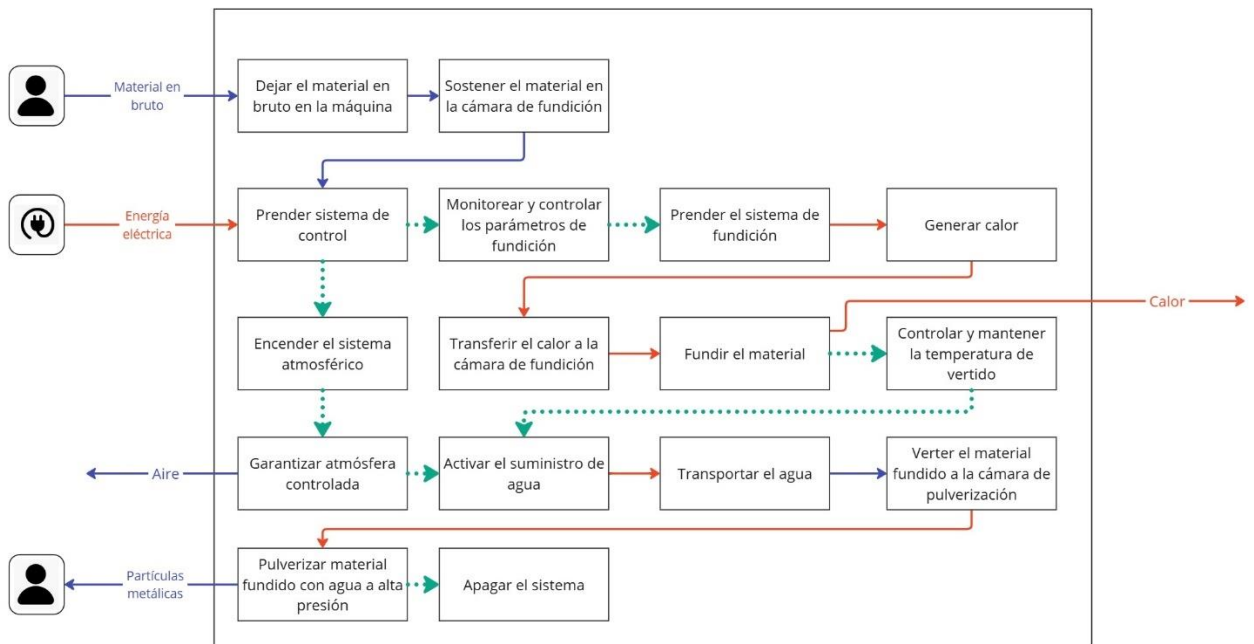 Material en
bruto
Dejar el material en
bruto en la máquina
Sostener el material en
la cámara de fundición
Energía
eléctrica
Prender sistema de
control
Monitorear y controlar
los parámetros de
fundición
Prender el sistema de
fundición
Generar calor
Calor
Encender el sistema
atmosférico
Transferir el calor a la
cámara de fundición
Fundir el material
Controlar y mantener
la temperatura de
vertido
Aire
Garantizar atmósfera
controlada
Activar el suministro de
agua
Transportar el agua
Verter el material
fundido a la cámara de
pulverización
Partículas
metálicas
Pulverizar material
fundido con agua a alta
presión
Apagar el sistema